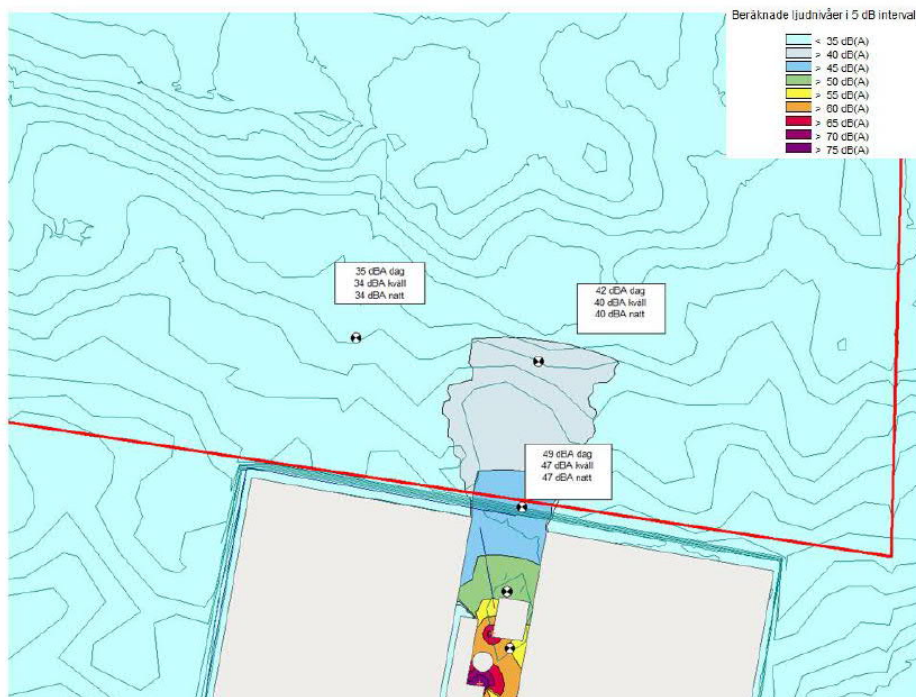 Beräknade ljudnivåer i 5 dB interval
< 35 dB(A)
> 40 dB(A)
> 45 dB(A)
> 50 dB(A)
> 55 dB(A)
> 60 dB(A)
> 65 dB(A)
> 70 dB(A)
> 75 dB(A)
35 dBA dag
34 dBA kväll
34 dBA natt
42 dBA dag
40 dBA kväll
40 dBA natt
49 dBA dag
47 dBA kväll
47 dBA natt